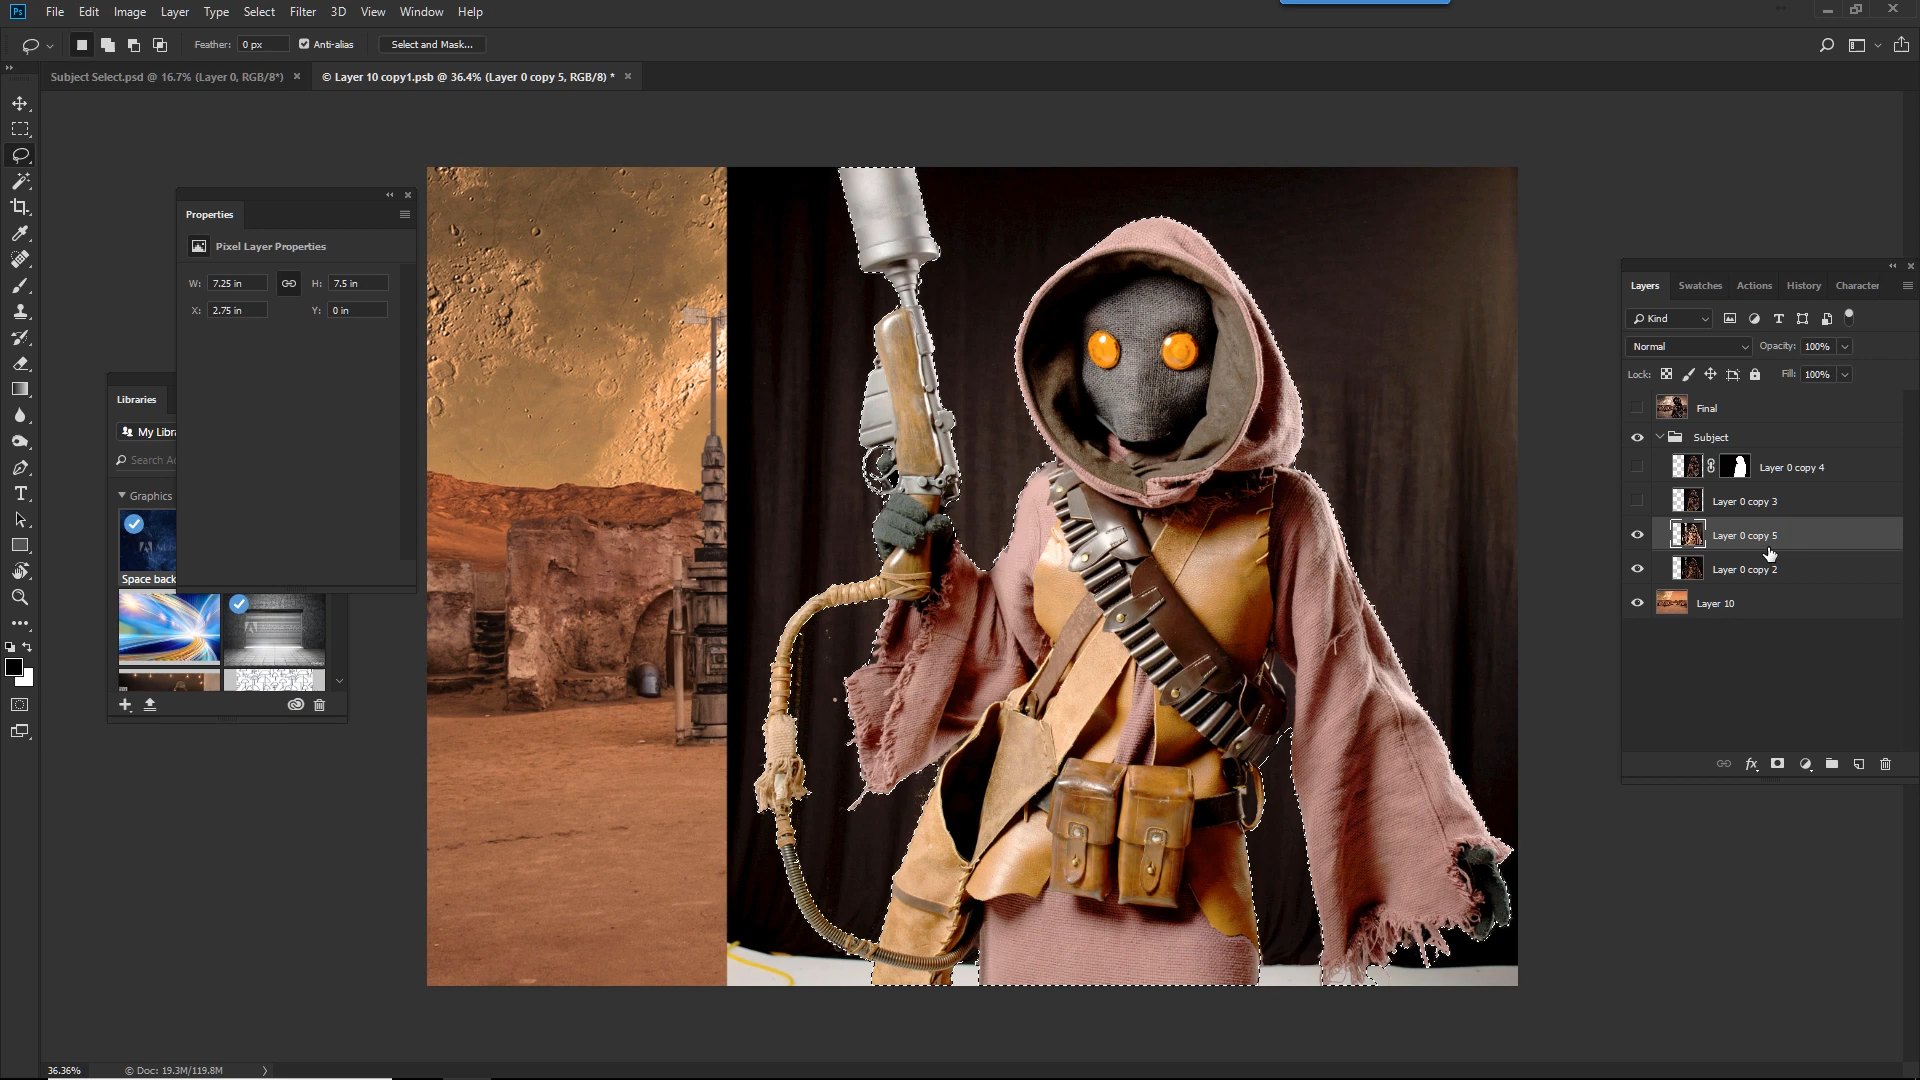 Ps File Edit Image Layer Type Select Filter 3D View Window Help
Feather: 0 px Anti-alias Select and Mask...
Subject Select.psd @ 16.7% (Layer 0, RGB/8*) × © Layer 10 copy1.psb @ 36.4% (Layer 0 copy 5, RGB/8) * ×
Properties
Pixel Layer Properties
W: 7.25 in H: 7.5 in
X: 2.75 in Y: 0 in
Libraries
My Libra
Search Ad
Graphics
Space back
Layers Swatches Actions History Character
Kind
Normal Opacity: 100%
Lock: Fill: 100%
Final
Subject
Layer 0 copy 4
Layer 0 copy 3
Layer 0 copy 5
Layer 0 copy 2
Layer 10
fx
T
36.36% © Doc: 19.3M/119.8M